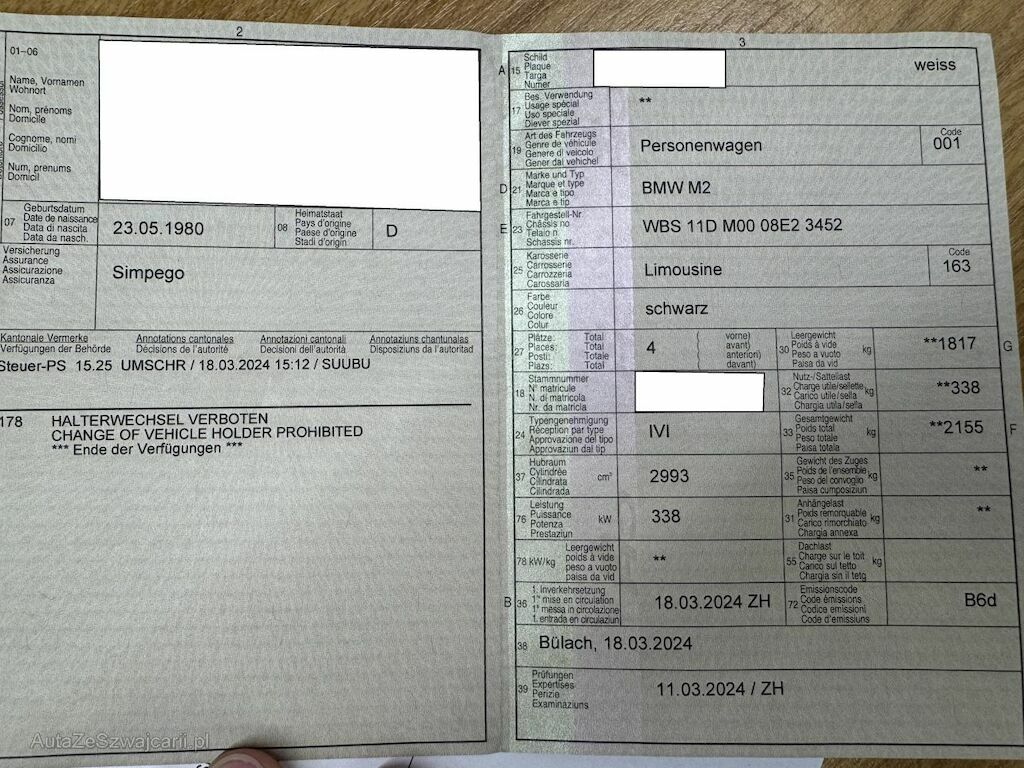 2
01–06
Name, Vornamen
Wohnort
Nom, prénoms
Domicile
Cognome, nomi
Domicilio
Num, prenums
Domicil
07
Geburtsdatum
Date de naissance
Data di nascita
Data da nasch.
23.05.1980
08
Heimatstaat
Pays d'origine
Paese d'origine
Stadi d'origin
D
Versicherung
Assurance
Assicurazione
Assicuranza
Simpego
Kantonale Vermerke Annotations cantonales Annotazioni cantonali Annotaziuns chantunalas
Verfügungen der Behörde Décisions de l'autorité Decisioni dell'autorità Disposiziuns da l'autoritad
Steuer-PS 15.25 UMSCHR / 18.03.2024 15:12 / SUUBU
178 HALTERWECHSEL VERBOTEN
CHANGE OF VEHICLE HOLDER PROHIBITED
*** Ende der Verfügungen ***
3
A 15
Schild
Plaque
Targa
Numer
weiss
17
Bes. Verwendung
Usage spécial
Uso speciale
Diever spezial
**
19
Art des Fahrzeugs
Genre de véhicule
Genere di veicolo
Gener dal vehichel
Personenwagen
Code
001
D 21
Marke und Typ
Marque et type
Marca e tipo
Marca e tip
BMW M2
E 23
Fahrgestell-Nr
Châssis no
Telaio n.
Schassis nr.
WBS 11D M00 08E2 3452
25
Karosserie
Carrosserie
Carrozzeria
Carossaria
Limousine
Code
163
26
Farbe
Couleur
Colore
Colur
schwarz
27
Plätze: Total
Places: Total
Posti: Totale
Plazs: Total
4
( vorne)
( avant)
( anteriori)
( davant)
30
Leergewicht
Poids à vide
Peso a vuoto
Paisa da vid
kg
**1817
G
18
Stammnummer
N° matricule
N. di matricola
Nr. da matricla
32
Nutz-/Sattellast
Charge utile/sellette
Carico utile/sella
Chargia utila/sella
kg
**338
24
Typengenehmigung
Réception par type
Approvazione del tipo
Approvaziun dal tip
IVI
33
Gesamtgewicht
Poids total
Peso totale
Paisa totala
kg
**2155
F
37
Hubraum
Cylindrée
Cilindrata
Cilindrada
cm³
2993
35
Gewicht des Zuges
Poids de l'ensemble
Peso del convoglio
Paisa cumposiziun
kg
**
76
Leistung
Puissance
Potenza
Prestaziun
kW
338
31
Anhängelast
Poids remorquable
Carico rimorchiato
Chargia annexa
kg
**
78 kW/kg
Leergewicht
poids à vide
peso a vuoto
paisa da vid
**
55
Dachlast
Charge sur le toit
Carico sul tetto
Chargia sin il tetg
kg
B 36
1. Inverkehrsetzung
1re mise en circulation
1a messa in circolazione
1. entrada en circulaziun
18.03.2024 ZH
72
Emissionscode
Code émissions
Codice emissioni
Code d'emissiuns
B6d
38 Bülach, 18.03.2024
39
Prüfungen
Expertises
Perizie
Examinaziuns
11.03.2024 / ZH
AutaZeSzwajcarii.pl